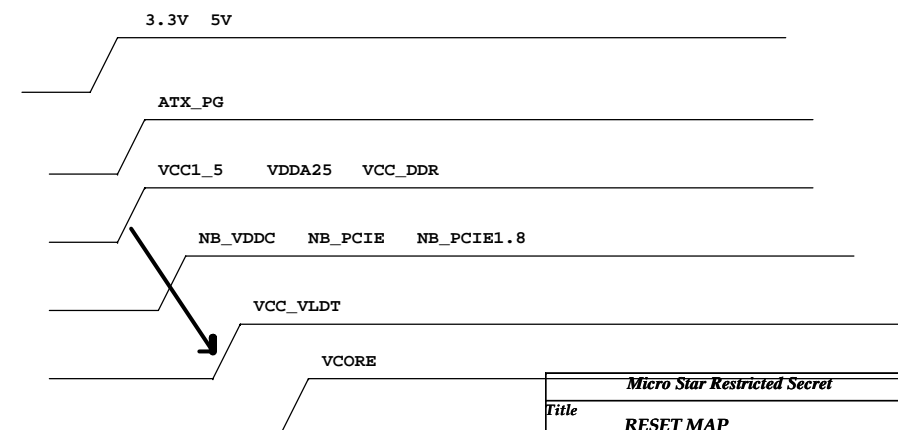 3.3V 5V
ATX_PG
VCC1_5 VDDA25 VCC_DDR
NB_VDDC NB_PCIE NB_PCIE1.8
VCC_VLDT
VCORE
Micro Star Restricted Secret
Title
RESET MAP